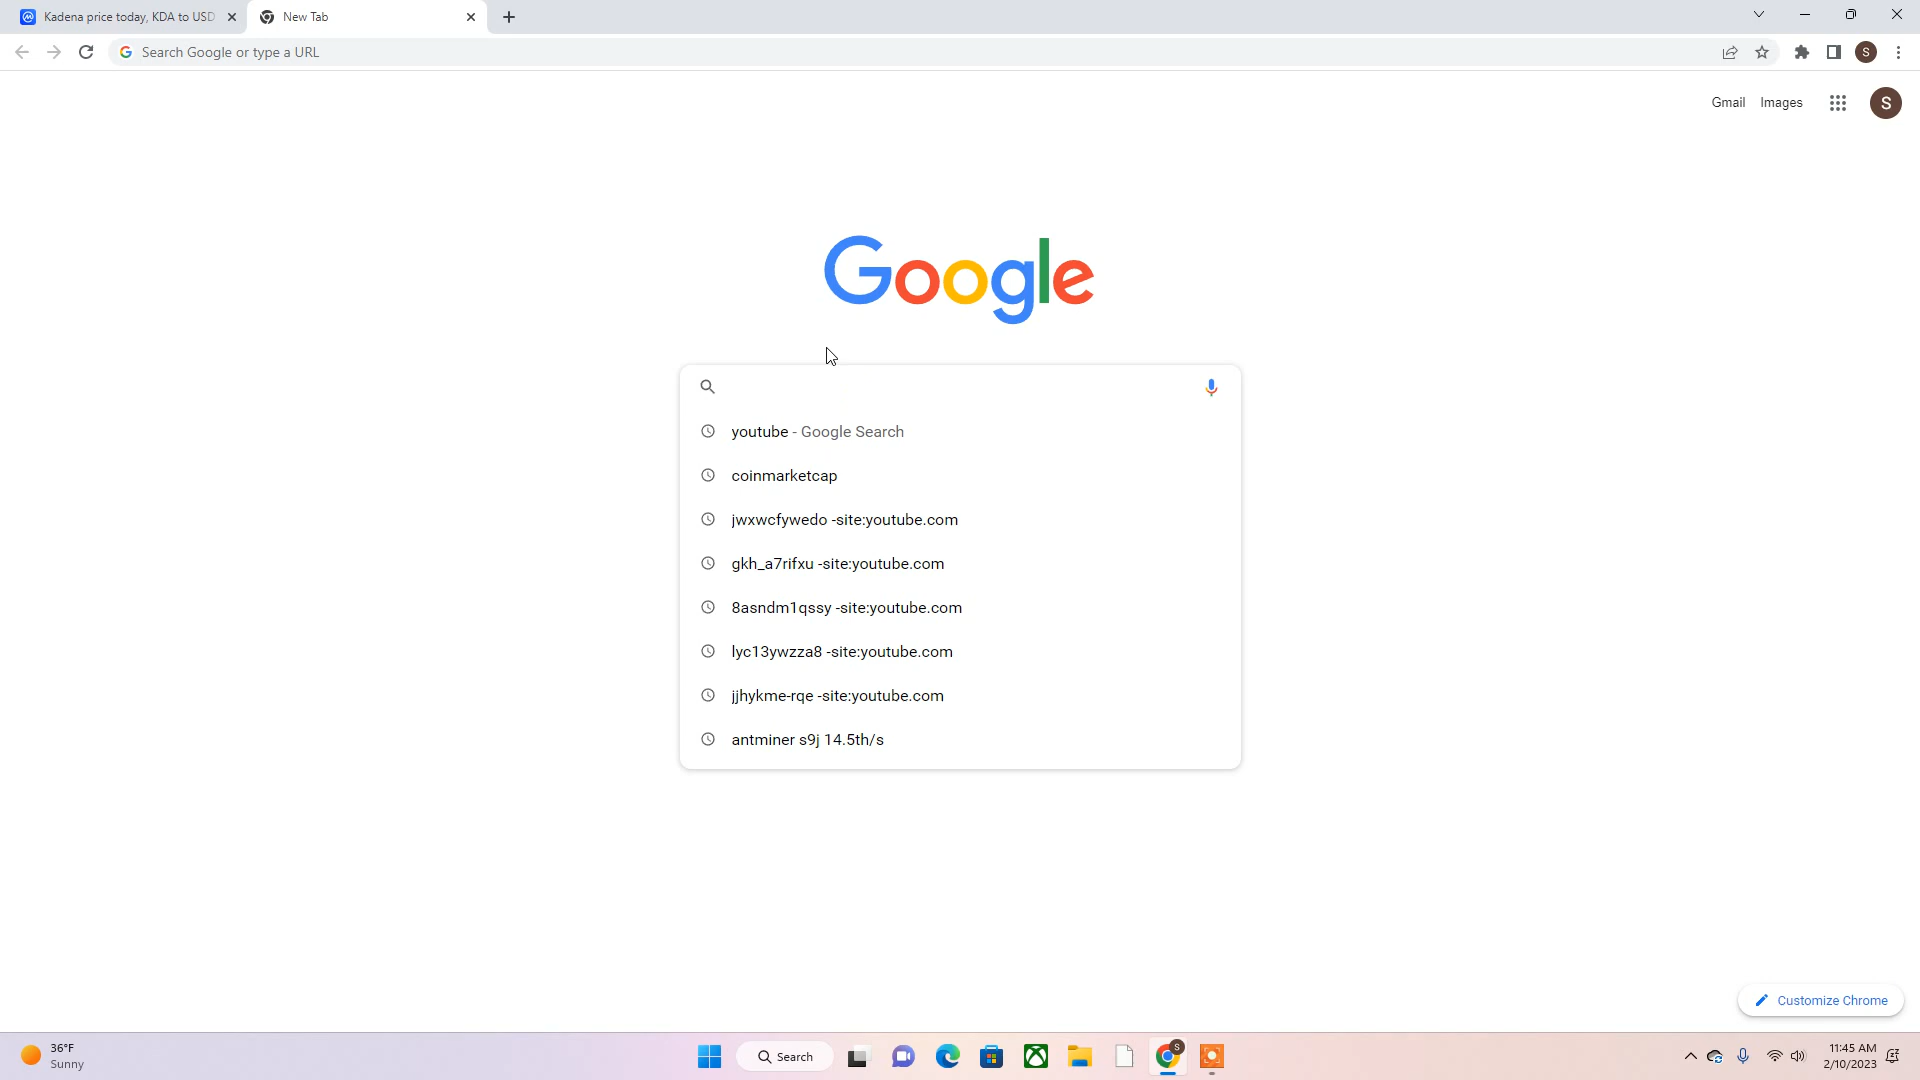 Kadena price today, KDA to USD
New Tab
Search Google or type a URL
S
Gmail
Images
S
Google
youtube - Google Search
coinmarketcap
jwxwcfywedo -site:youtube.com
gkh_a7rifxu -site:youtube.com
8asndm1qssy -site:youtube.com
lyc13ywzza8 -site:youtube.com
jjhykme-rqe -site:youtube.com
antminer s9j 14.5th/s
Customize Chrome
36°F
Sunny
Search
S
11:45 AM
2/10/2023